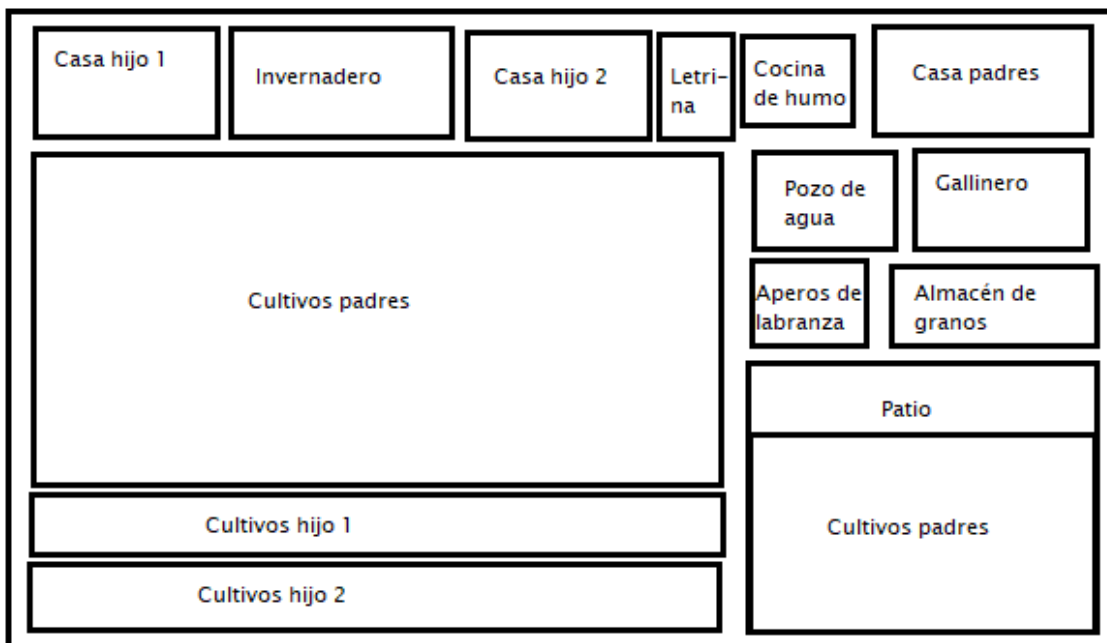 Casa hijo 1
Invernadero
Casa hijo 2
Letri-
na
Cocina
de humo
Casa padres
Cultivos padres
Pozo de
agua
Gallinero
Aperos de
labranza
Almacén de
granos
Patio
Cultivos padres
Cultivos hijo 1
Cultivos hijo 2